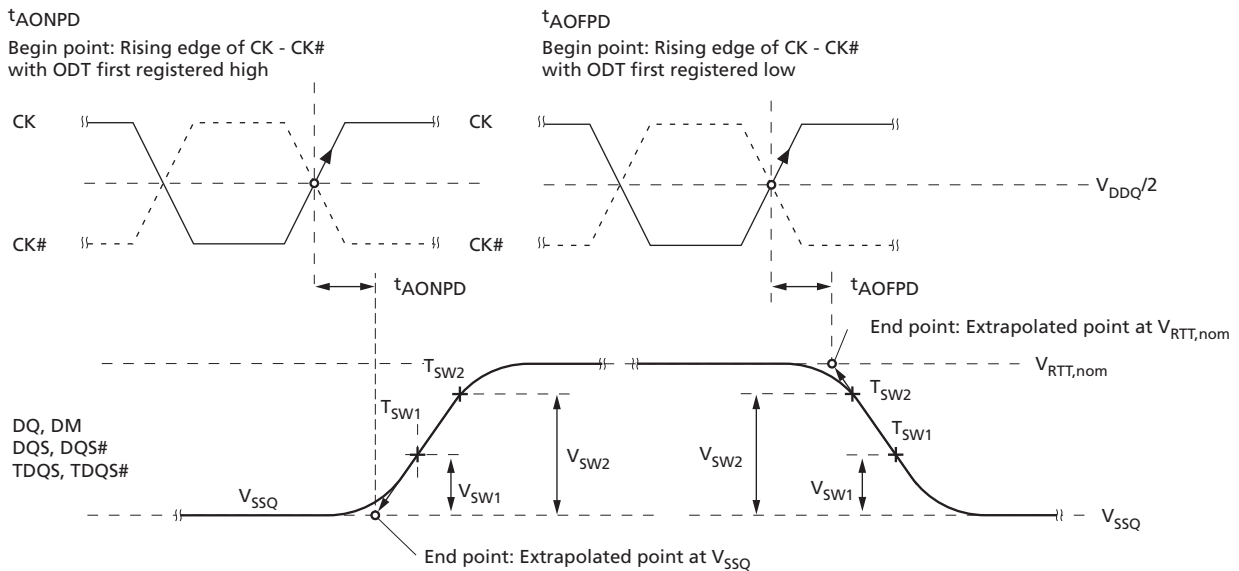 tAONPD
Begin point: Rising edge of CK - CK#
with ODT first registered high
tAOFPD
Begin point: Rising edge of CK - CK#
with ODT first registered low
CK
CK
VDDQ/2
CK#
CK#
tAONPD
tAOFPD
End point: Extrapolated point at VRTT,nom
VRTT,nom
TSW2
TSW2
TSW1
TSW1
DQ, DM
DQS, DQS#
TDQS, TDQS#
VSW2
VSW2
VSW1
VSW1
VSSQ
VSSQ
End point: Extrapolated point at VSSQ